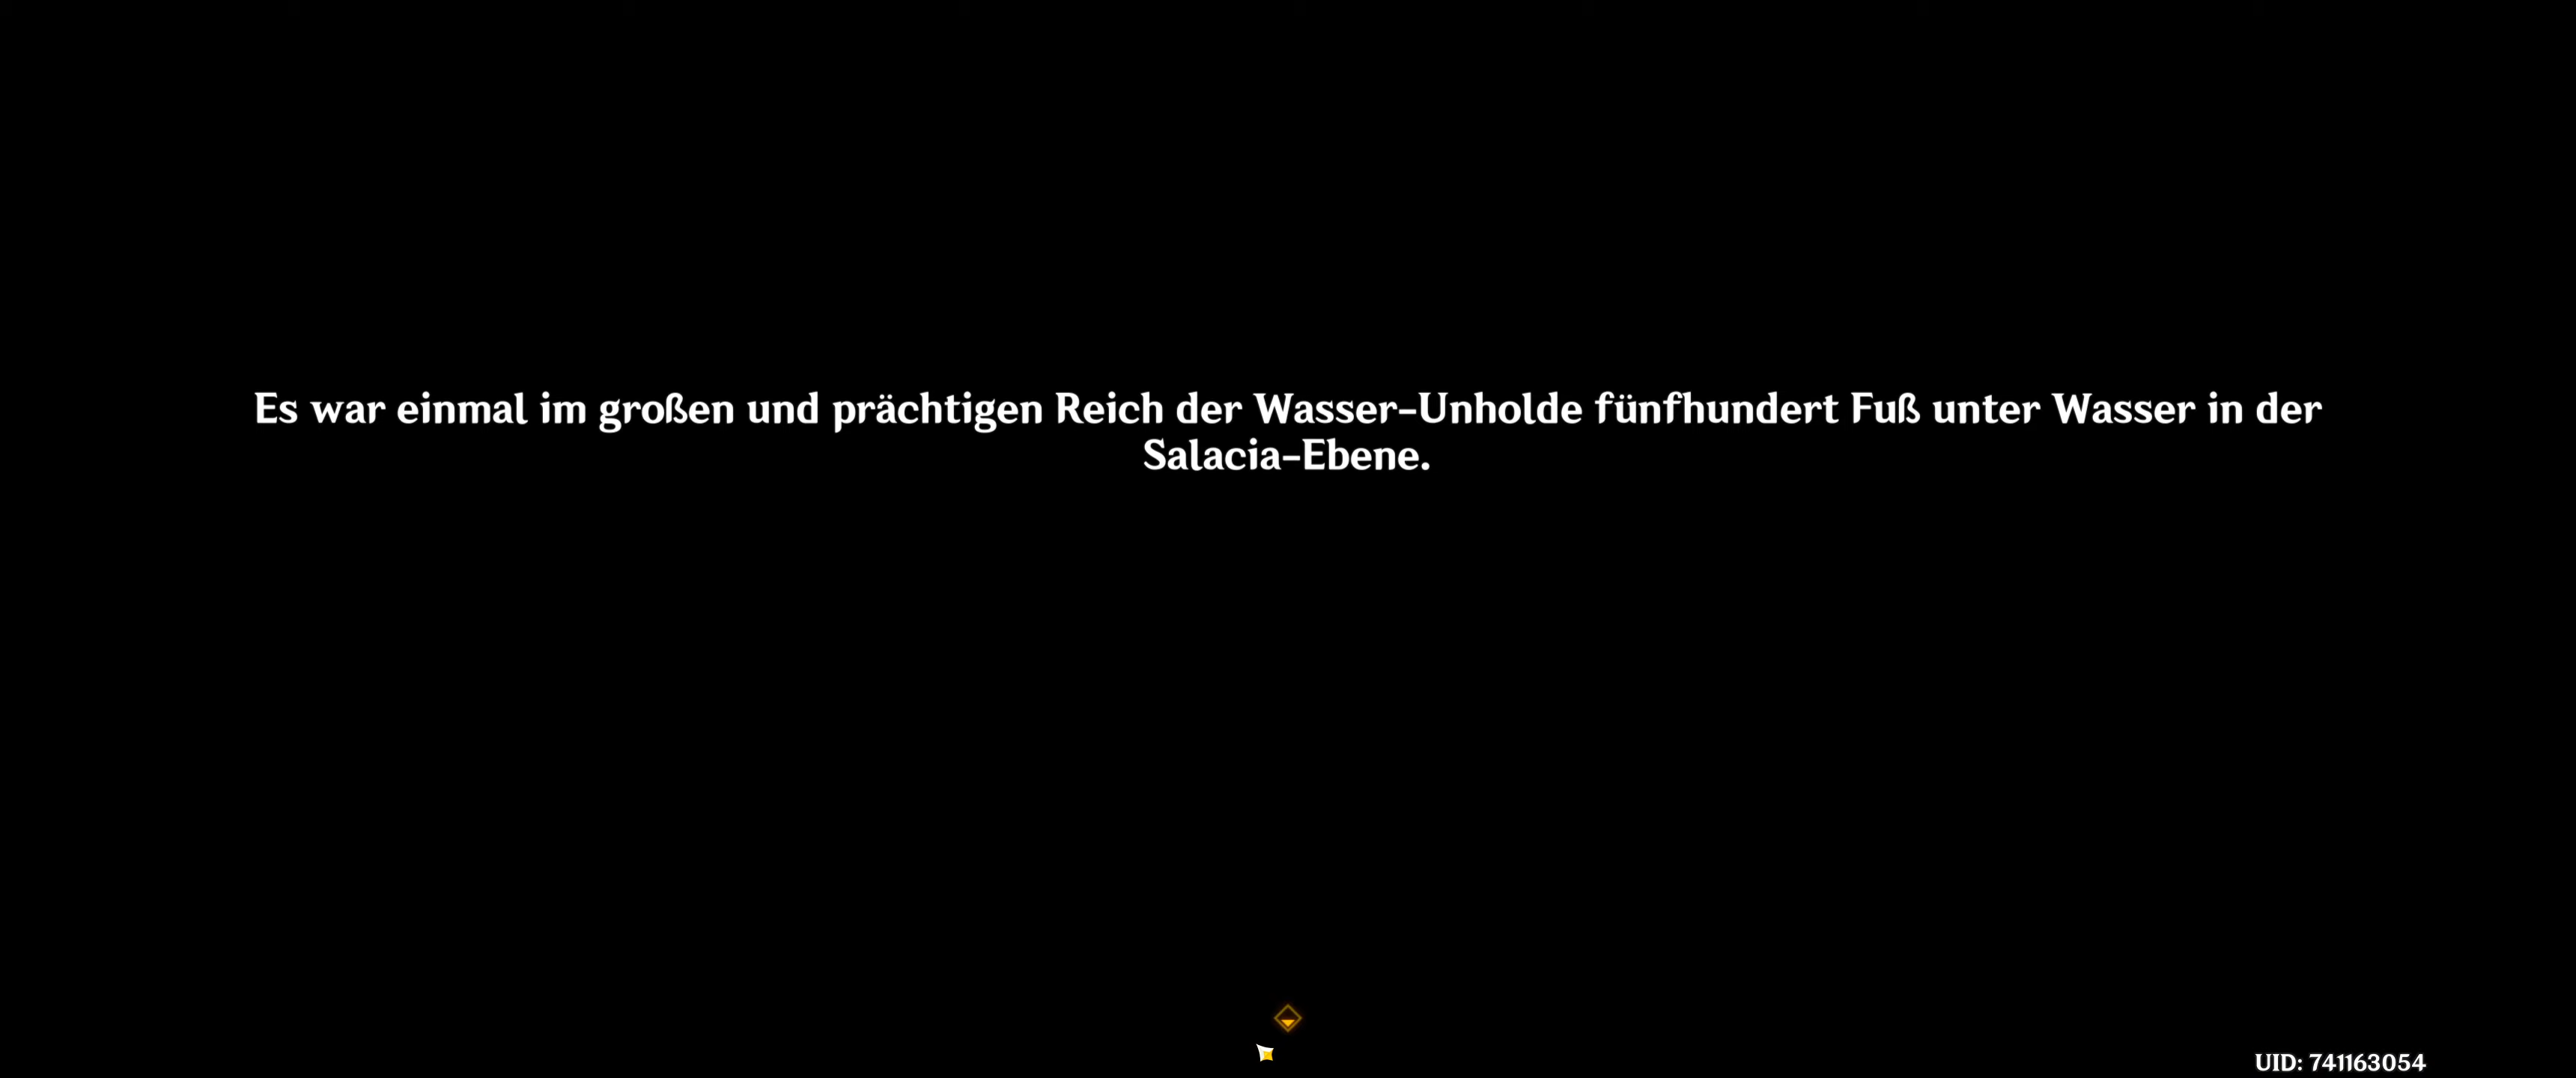 Es war einmal im großen und prächtigen Reich der Wasser-Unholde fünfhundert Fuß unter Wasser in der
Salacia-Ebene.
UID: 741163054